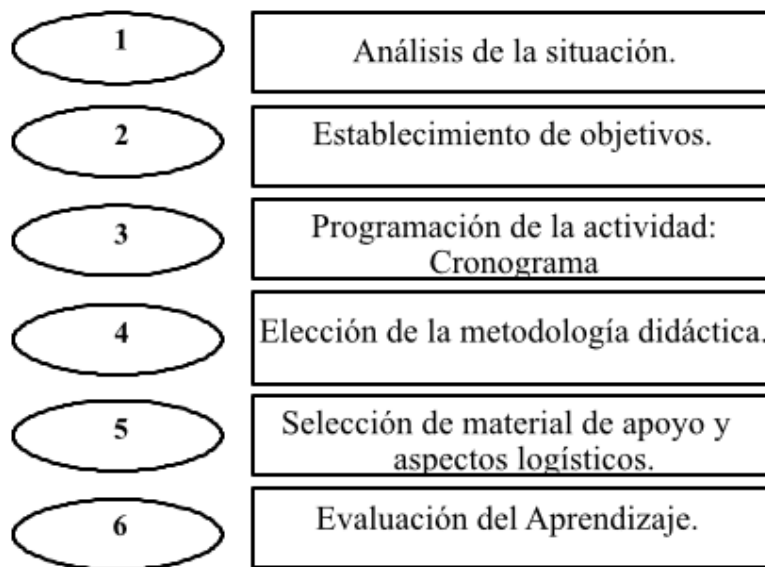 1
Análisis de la situación.
2
Establecimiento de objetivos.
3
Programación de la actividad:
Cronograma
4
Elección de la metodología didáctica.
5
Selección de material de apoyo y
aspectos logísticos.
6
Evaluación del Aprendizaje.